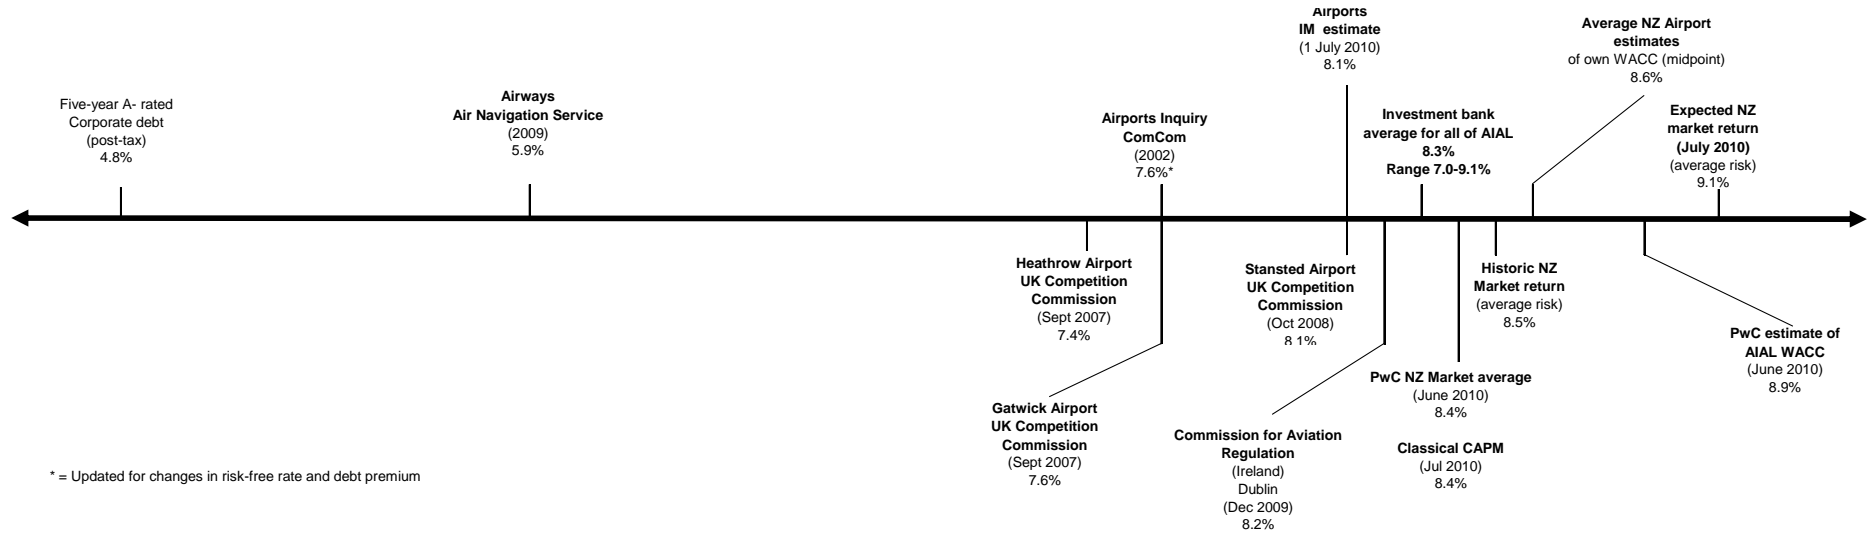 Five-year A- rated
Corporate debt
(post-tax)
4.8%
Airways
Air Navigation Service
(2009)
5.9%
Airports Inquiry
ComCom
(2002)
7.6%*
Airports
IM estimate
(1 July 2010)
8.1%
Investment bank
average for all of AIAL
8.3%
Range 7.0-9.1%
Average NZ Airport
estimates
of own WACC (midpoint)
8.6%
Expected NZ
market return
(July 2010)
(average risk)
9.1%
Heathrow Airport
UK Competition
Commission
(Sept 2007)
7.4%
Gatwick Airport
UK Competition
Commission
(Sept 2007)
7.6%
Stansted Airport
UK Competition
Commission
(Oct 2008)
8.1%
Commission for Aviation
Regulation
(Ireland)
Dublin
(Dec 2009)
8.2%
PwC NZ Market average
(June 2010)
8.4%
Classical CAPM
(Jul 2010)
8.4%
Historic NZ
Market return
(average risk)
8.5%
PwC estimate of
AIAL WACC
(June 2010)
8.9%
* = Updated for changes in risk-free rate and debt premium